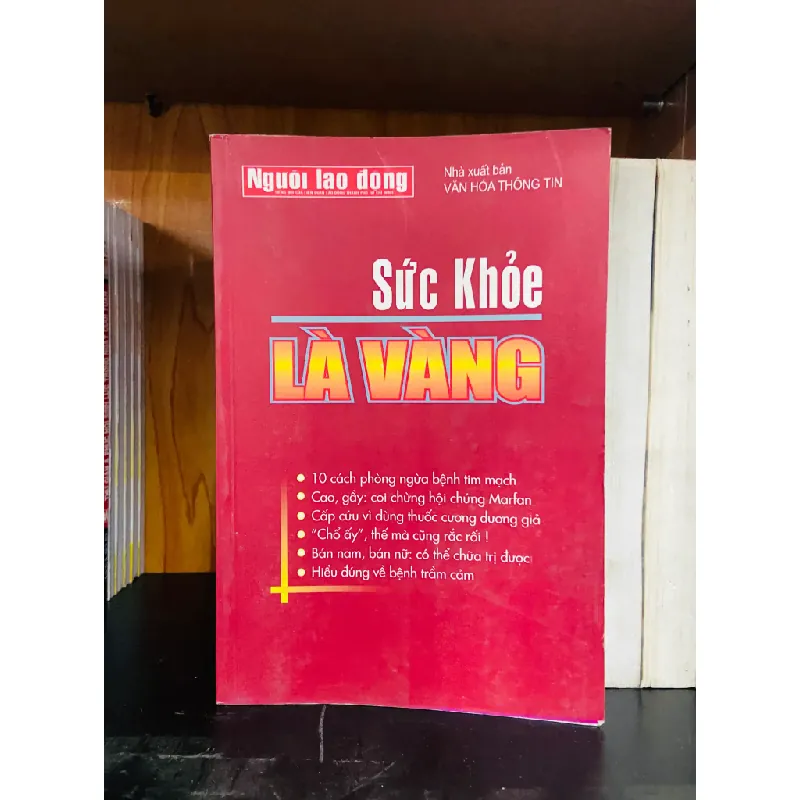 Người lao động
Nhà xuất bản
VĂN HÓA THÔNG TIN
Sức Khỏe
LÀ VÀNG
10 cách phòng ngừa bệnh tim mạch
Cao, gầy: coi chừng hội chứng Marfan
Cấp cứu vì dùng thuốc cương dương giả
"Chổ ấy", thế mà cũng rắc rối !
Bán nam, bán nữ: có thể chữa trị được
Hiểu đúng về bệnh trầm cảm